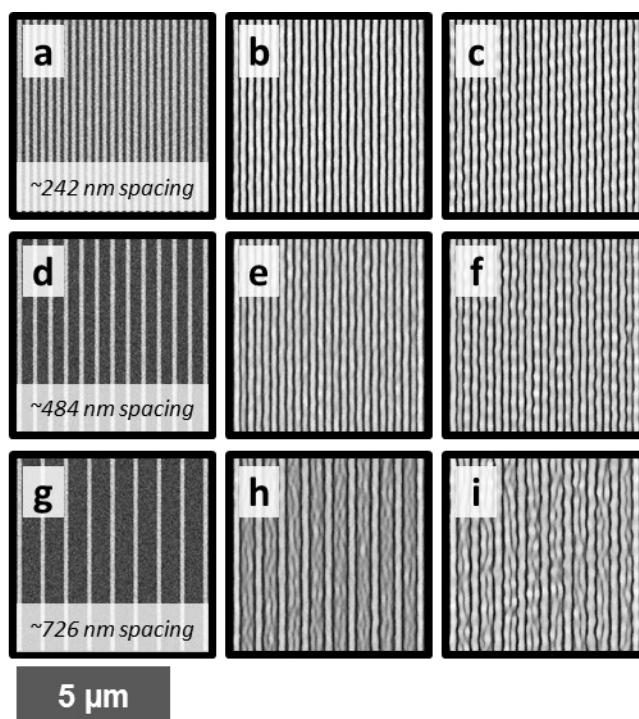 a
b
c
~242 nm spacing
d
e
f
~484 nm spacing
g
h
i
~726 nm spacing
5 µm